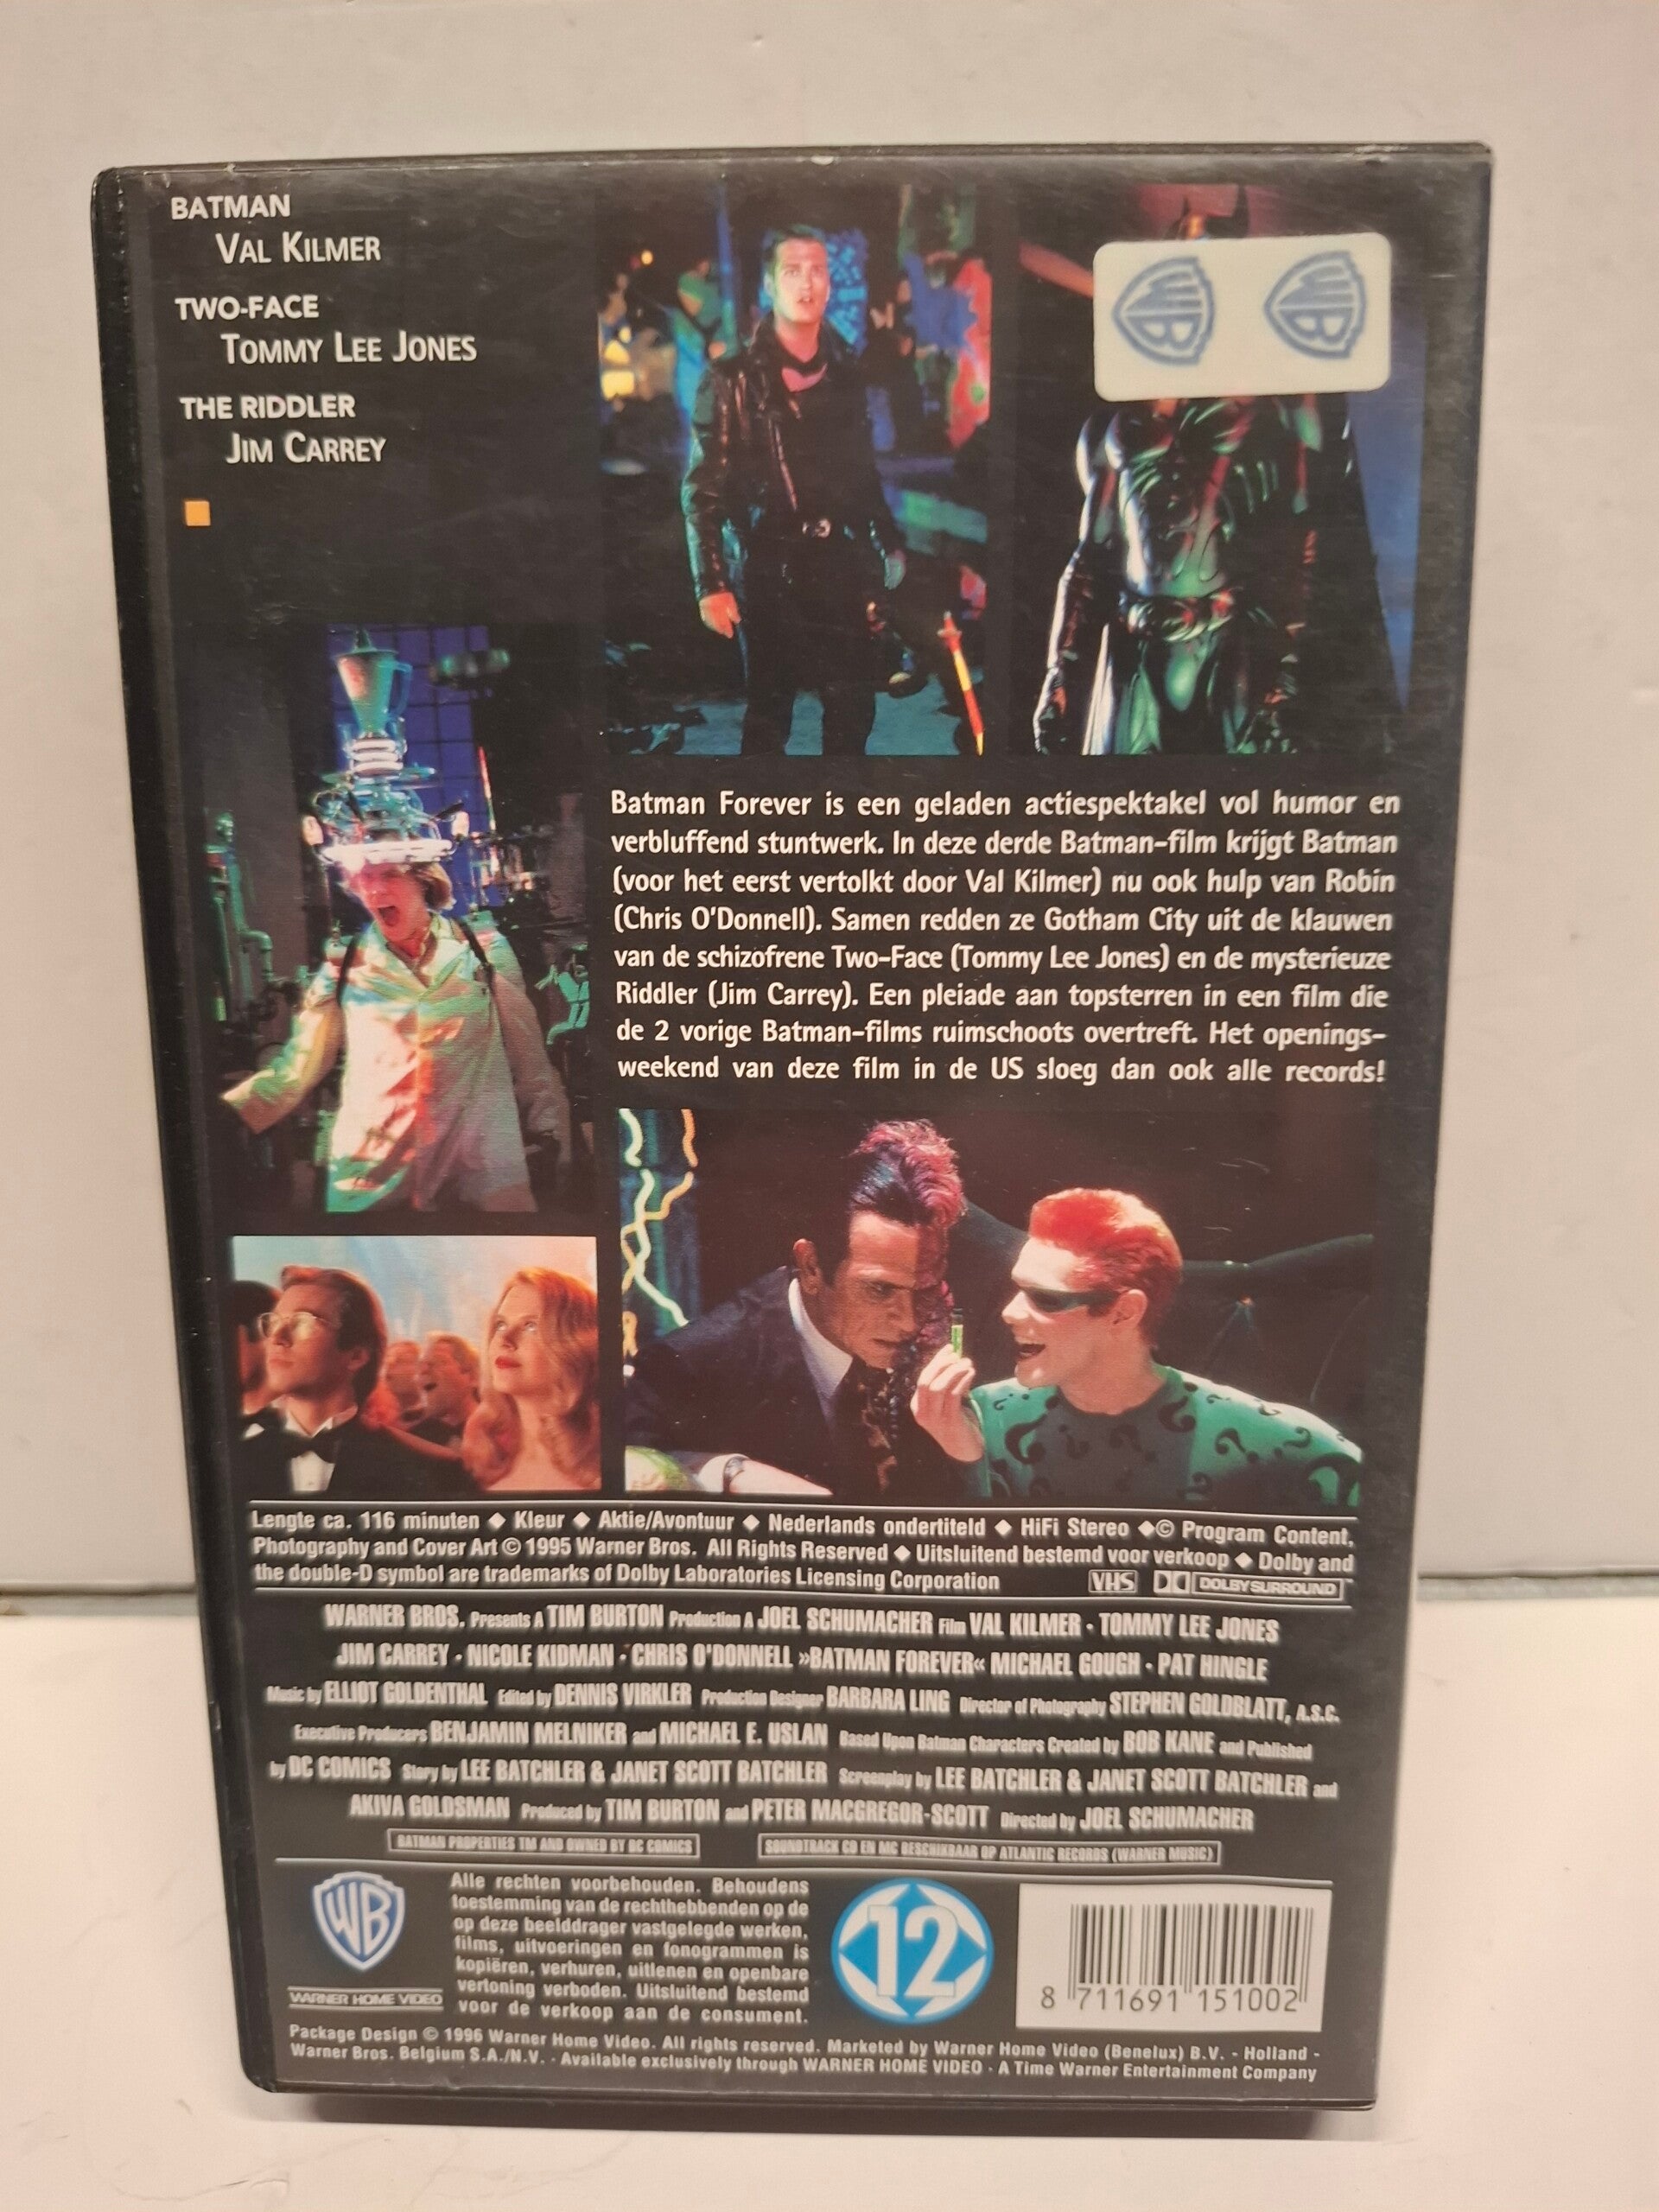 BATMAN
VAL KILMER
TWO-FACE
TOMMY LEE JONES
THE RIDDLER
JIM CARREY
WB WB
Batman Forever is een geladen actiespektakel vol humor en
verbluffend stuntwerk. In deze derde Batman-film krijgt Batman
(voor het eerst vertolkt door Val Kilmer) nu ook hulp van Robin
(Chris O'Donnell). Samen redden ze Gotham City uit de klauwen
van de schizofrene Two-Face (Tommy Lee Jones) en de mysterieuze
Riddler (Jim Carrey). Een pleiade aan topsterren in een film die
de 2 vorige Batman-films ruimschoots overtreft. Het openings-
weekend van deze film in de US sloeg dan ook alle records!
Lengte ca. 116 minuten ◆ Kleur ◆ Aktie/Avontuur ◆ Nederlands ondertiteld ◆ HiFi Stereo ◆© Program Content,
Photography and Cover Art © 1995 Warner Bros. All Rights Reserved ◆ Uitsluitend bestemd voor verkoop ◆ Dolby and
the double-D symbol are trademarks of Dolby Laboratories Licensing Corporation VHS DOLBY SURROUND
WARNER BROS. Presents A TIM BURTON Production A JOEL SCHUMACHER Film VAL KILMER · TOMMY LEE JONES
JIM CARREY · NICOLE KIDMAN · CHRIS O'DONNELL »BATMAN FOREVER« MICHAEL GOUGH · PAT HINGLE
Music by ELLIOT GOLDENTHAL Edited by DENNIS VIRKLER Production Designer BARBARA LING Director of Photography STEPHEN GOLDBLATT, A.S.C.
Executive Producers BENJAMIN MELNIKER and MICHAEL E. USLAN Based Upon Batman Characters Created by BOB KANE and Published
by DC COMICS Story by LEE BATCHLER & JANET SCOTT BATCHLER Screenplay by LEE BATCHLER & JANET SCOTT BATCHLER and
AKIVA GOLDSMAN Produced by TIM BURTON and PETER MACGREGOR-SCOTT Directed by JOEL SCHUMACHER
BATMAN PROPERTIES TM AND OWNED BY DC COMICS SOUNDTRACK CD EN MC BESCHIKBAAR OP ATLANTIC RECORDS (WARNER MUSIC)
WB
WARNER HOME VIDEO
Alle rechten voorbehouden. Behoudens
toestemming van de rechthebbenden op de
op deze beelddrager vastgelegde werken,
films, uitvoeringen en fonogrammen is
kopiëren, verhuren, uitlenen en openbare
vertoning verboden. Uitsluitend bestemd
voor de verkoop aan de consument.
12
8 711691 151002
Package Design © 1996 Warner Home Video. All rights reserved. Marketed by Warner Home Video (Benelux) B.V. - Holland -
Warner Bros. Belgium S.A./N.V. · Available exclusively through WARNER HOME VIDEO · A Time Warner Entertainment Company